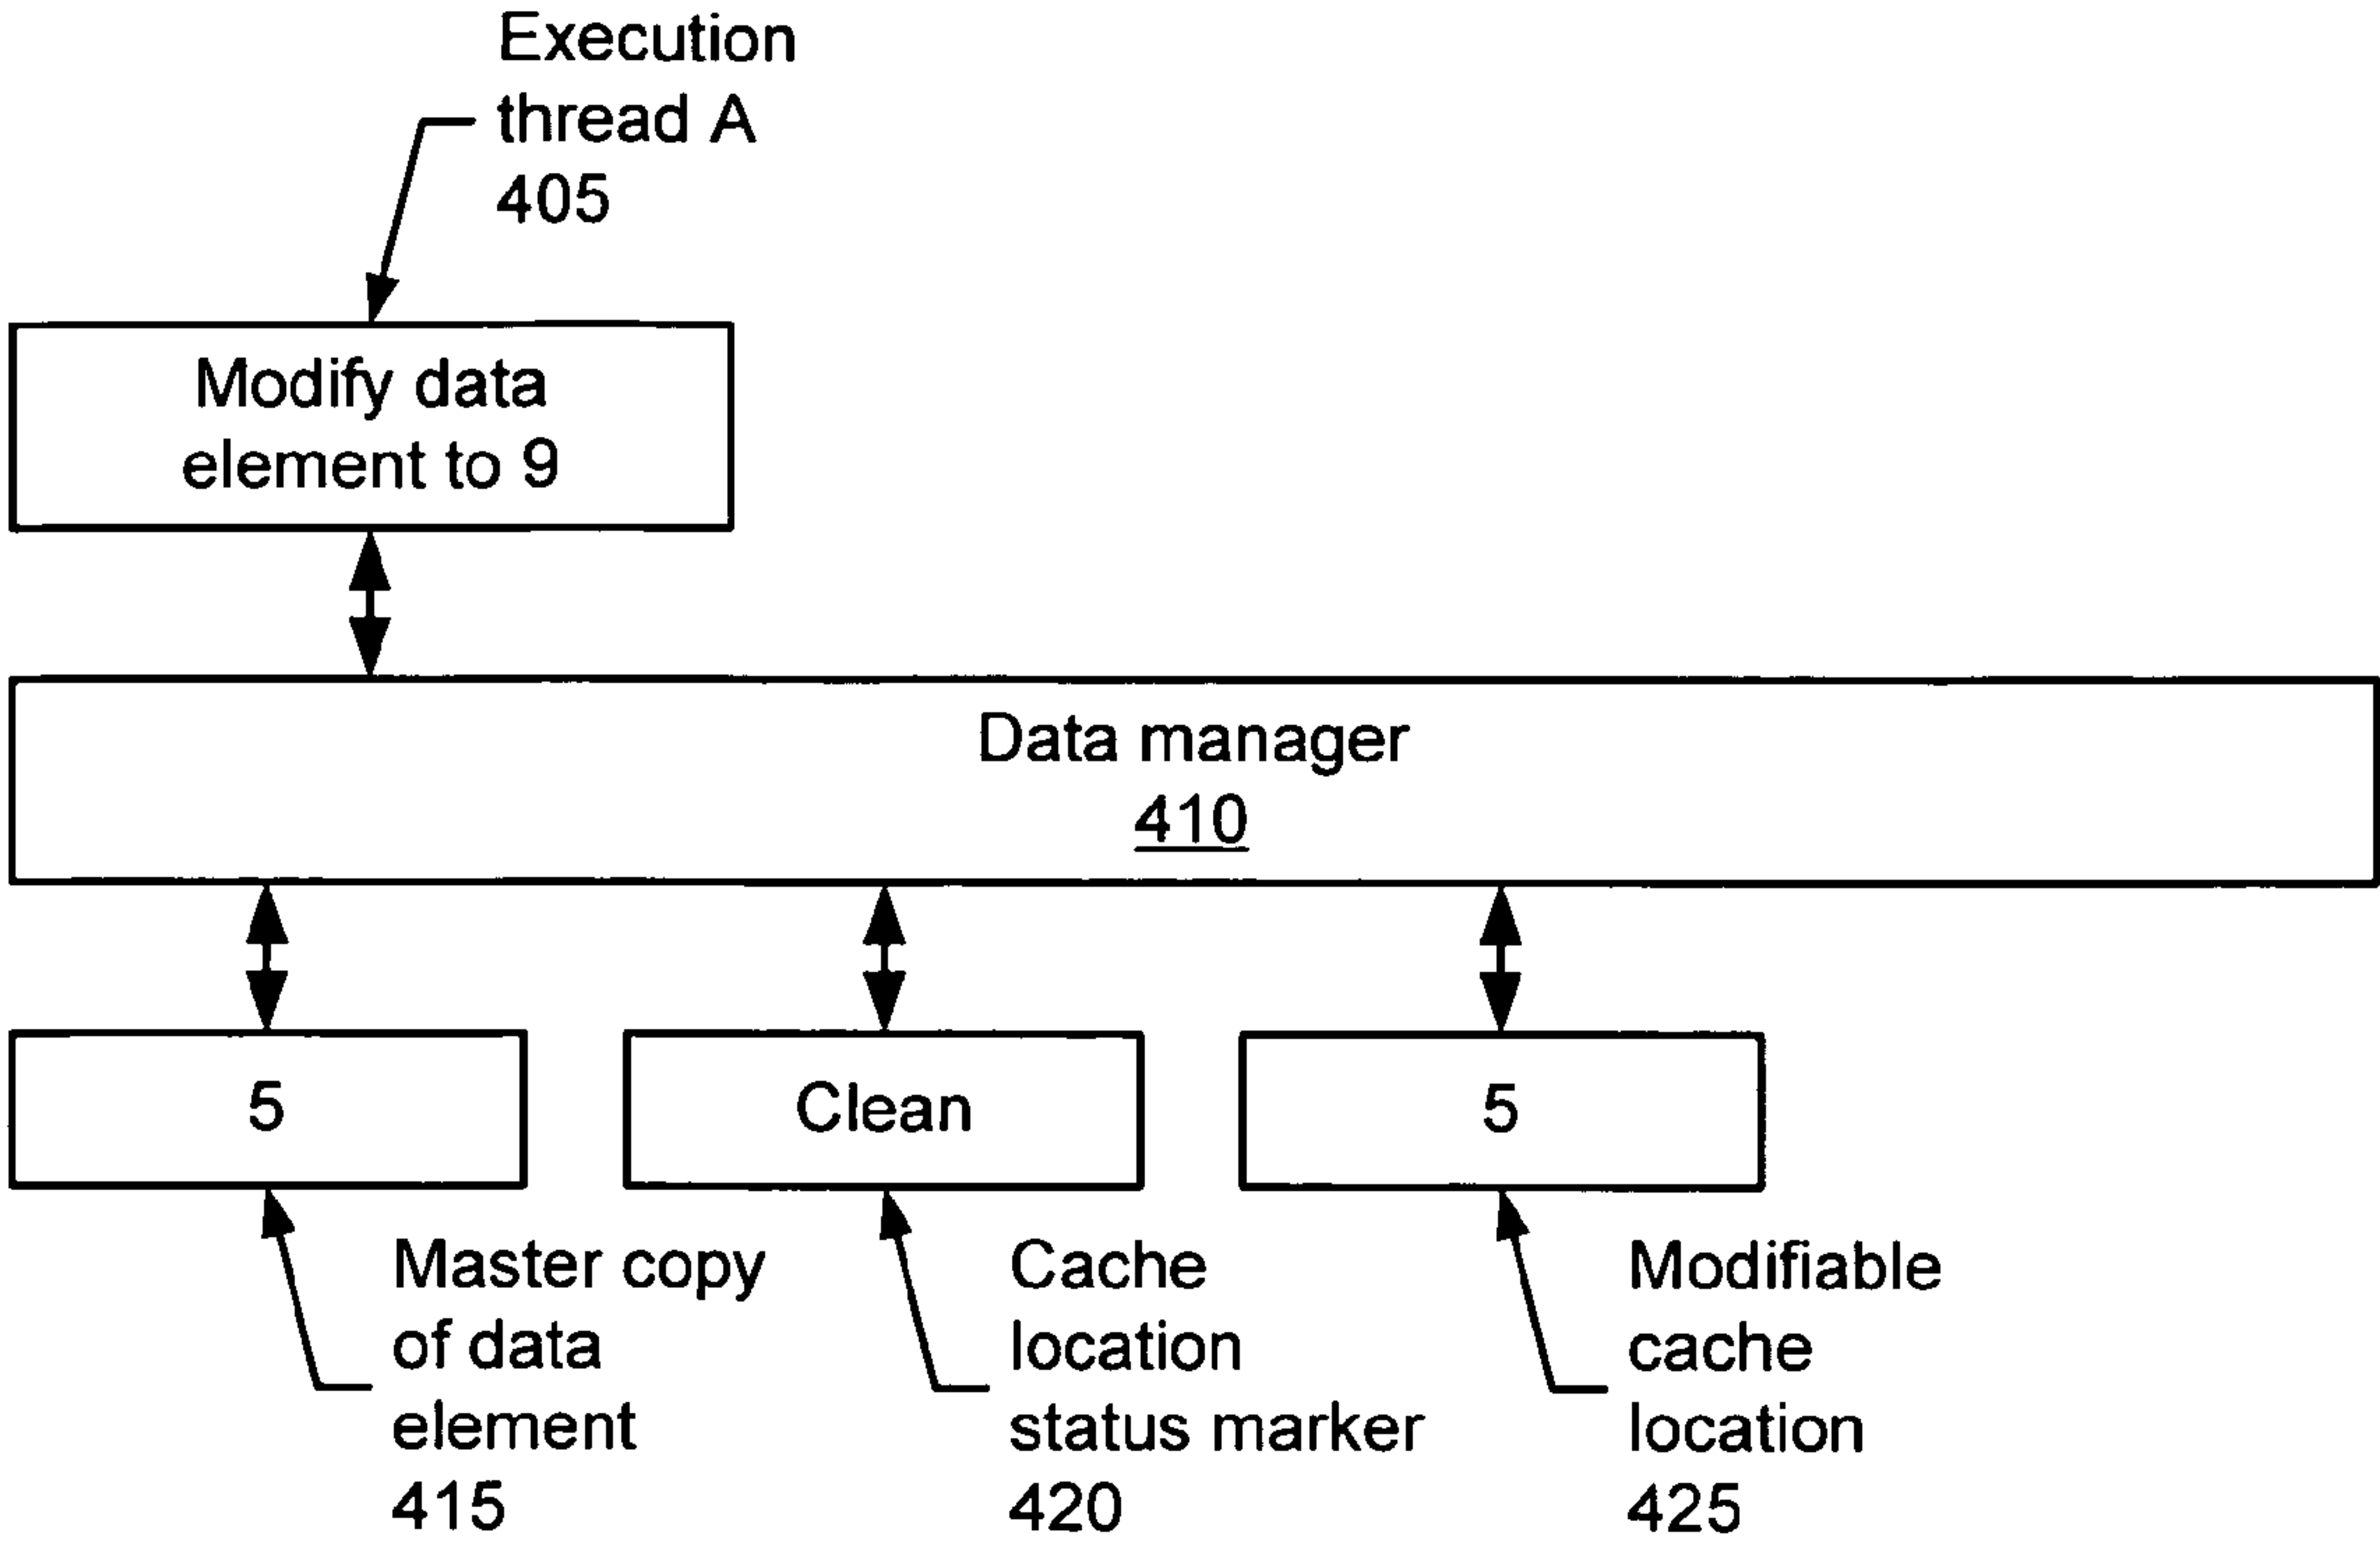 Execution
thread A
405
Modify data
element to 9
Data manager
410
5
Clean
5
Master copy
of data
element
415
Cache
location
status marker
420
Modifiable
cache
location
425